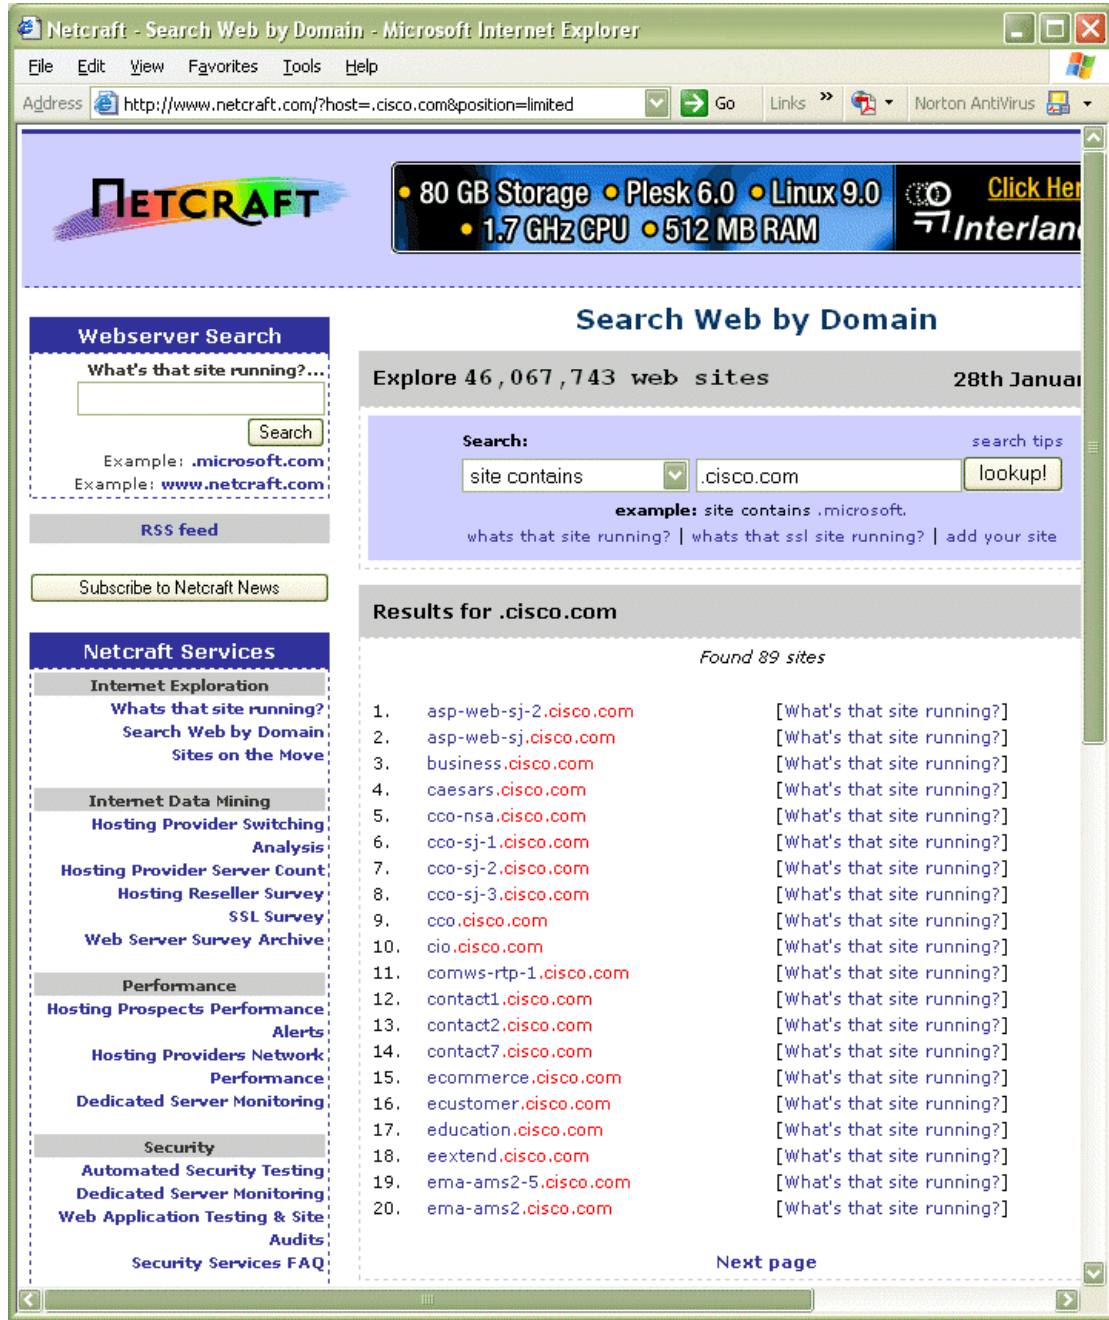 Netcraft - Search Web by Domain - Microsoft Internet Explorer
File Edit View Favorites Tools Help
Address http://www.netcraft.com/?host=.cisco.com&position=limited Go Links » Norton AntiVirus
NETCRAFT
• 80 GB Storage • Plesk 6.0 • Linux 9.0
• 1.7 GHz CPU • 512 MB RAM
Click Her
Interlan
Webserver Search
What's that site running?...
Search
Example: .microsoft.com
Example: www.netcraft.com
RSS feed
Subscribe to Netcraft News
Netcraft Services
Internet Exploration
Whats that site running?
Search Web by Domain
Sites on the Move
Internet Data Mining
Hosting Provider Switching
Analysis
Hosting Provider Server Count
Hosting Reseller Survey
SSL Survey
Web Server Survey Archive
Performance
Hosting Prospects Performance
Alerts
Hosting Providers Network
Performance
Dedicated Server Monitoring
Security
Automated Security Testing
Dedicated Server Monitoring
Web Application Testing & Site
Audits
Security Services FAQ
Search Web by Domain
Explore 46,067,743 web sites 28th Januar
Search: search tips
site contains .cisco.com lookup!
example: site contains .microsoft.
whats that site running? | whats that ssl site running? | add your site
Results for .cisco.com
Found 89 sites
1. asp-web-sj-2.cisco.com [What's that site running?]
2. asp-web-sj.cisco.com [What's that site running?]
3. business.cisco.com [What's that site running?]
4. caesars.cisco.com [What's that site running?]
5. cco-nsa.cisco.com [What's that site running?]
6. cco-sj-1.cisco.com [What's that site running?]
7. cco-sj-2.cisco.com [What's that site running?]
8. cco-sj-3.cisco.com [What's that site running?]
9. cco.cisco.com [What's that site running?]
10. cio.cisco.com [What's that site running?]
11. comws-rtp-1.cisco.com [What's that site running?]
12. contact1.cisco.com [What's that site running?]
13. contact2.cisco.com [What's that site running?]
14. contact7.cisco.com [What's that site running?]
15. ecommerce.cisco.com [What's that site running?]
16. ecustomer.cisco.com [What's that site running?]
17. education.cisco.com [What's that site running?]
18. eextend.cisco.com [What's that site running?]
19. ema-ams2-5.cisco.com [What's that site running?]
20. ema-ams2.cisco.com [What's that site running?]
Next page